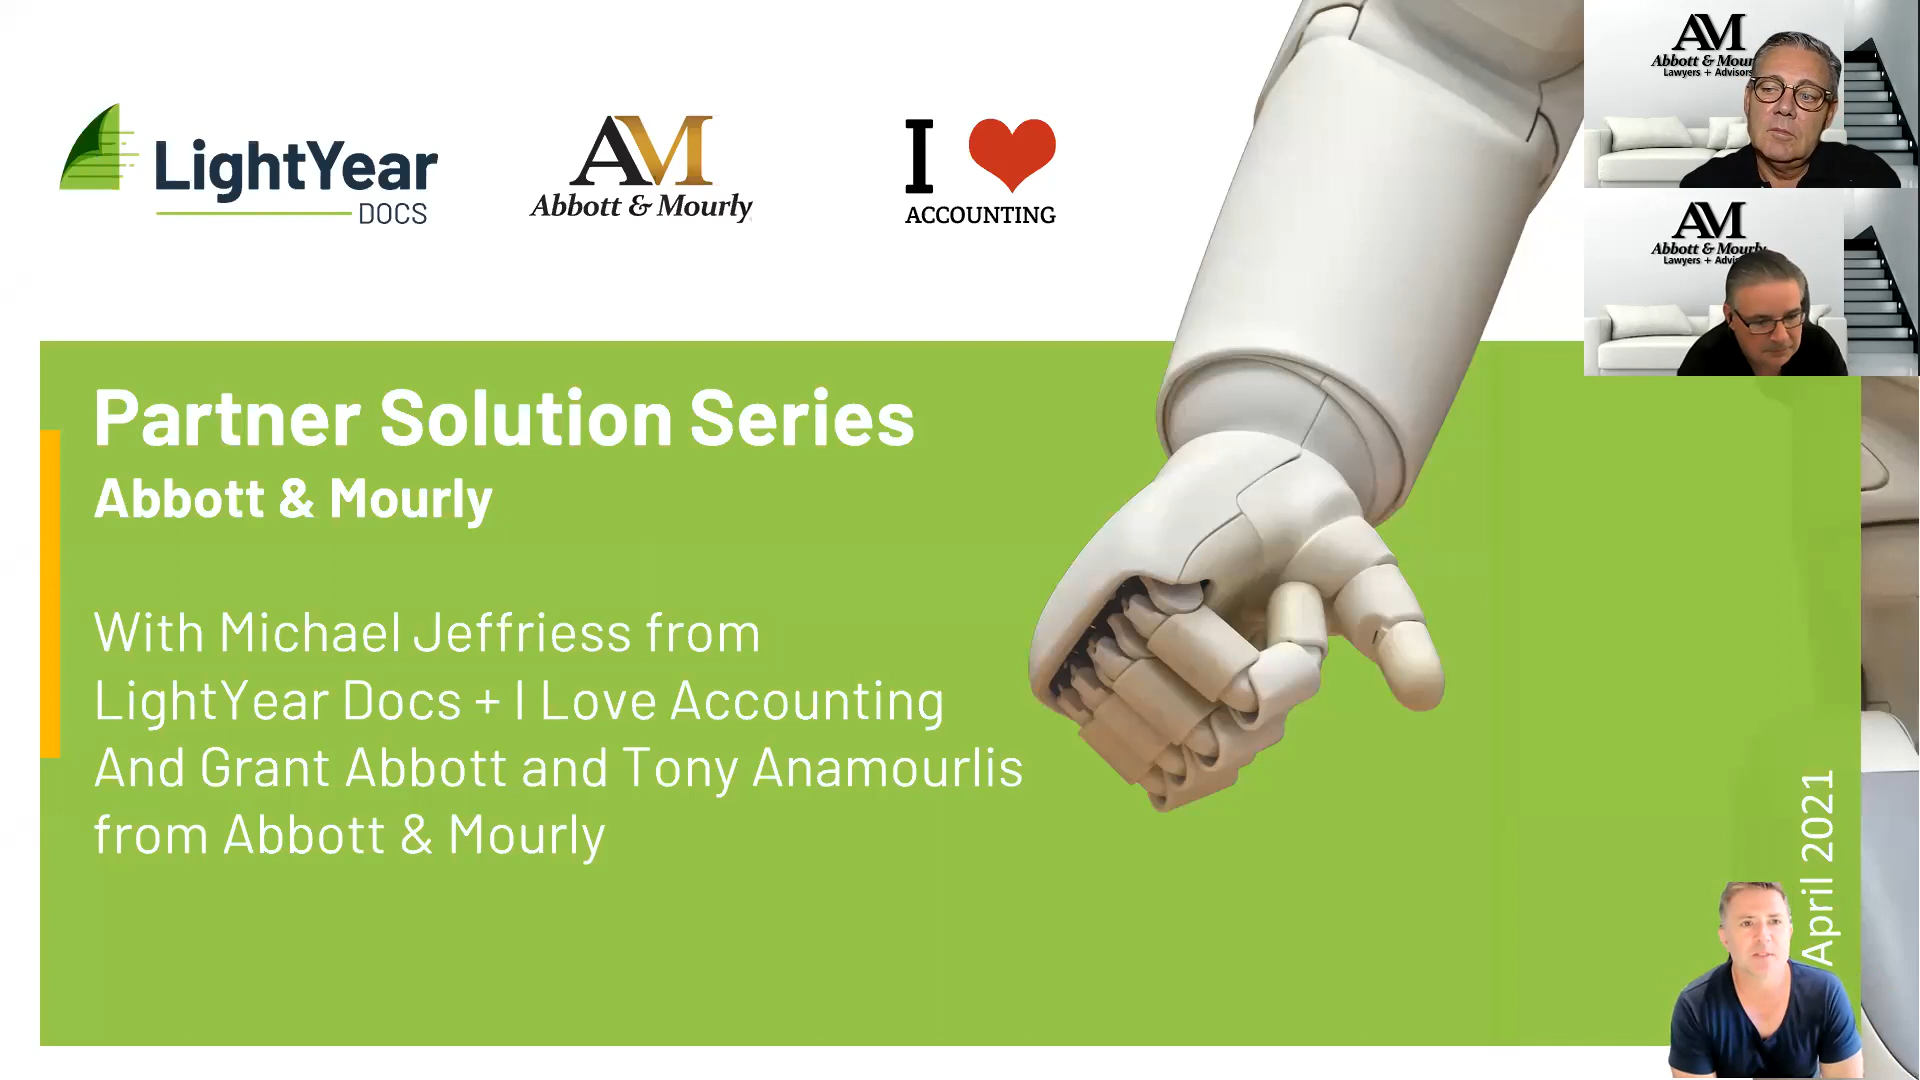 LightYear
DOCS
AM
Abbott & Mourly
I
ACCOUNTING
Partner Solution Series
Abbott & Mourly
With Michael Jeffriess from
LightYear Docs + I Love Accounting
And Grant Abbott and Tony Anamourlis
from Abbott & Mourly
April 2021
AM
Abbott & Mour
Lawyers + Advisors
AM
Abbott & Mourly
Lawyers + Advi